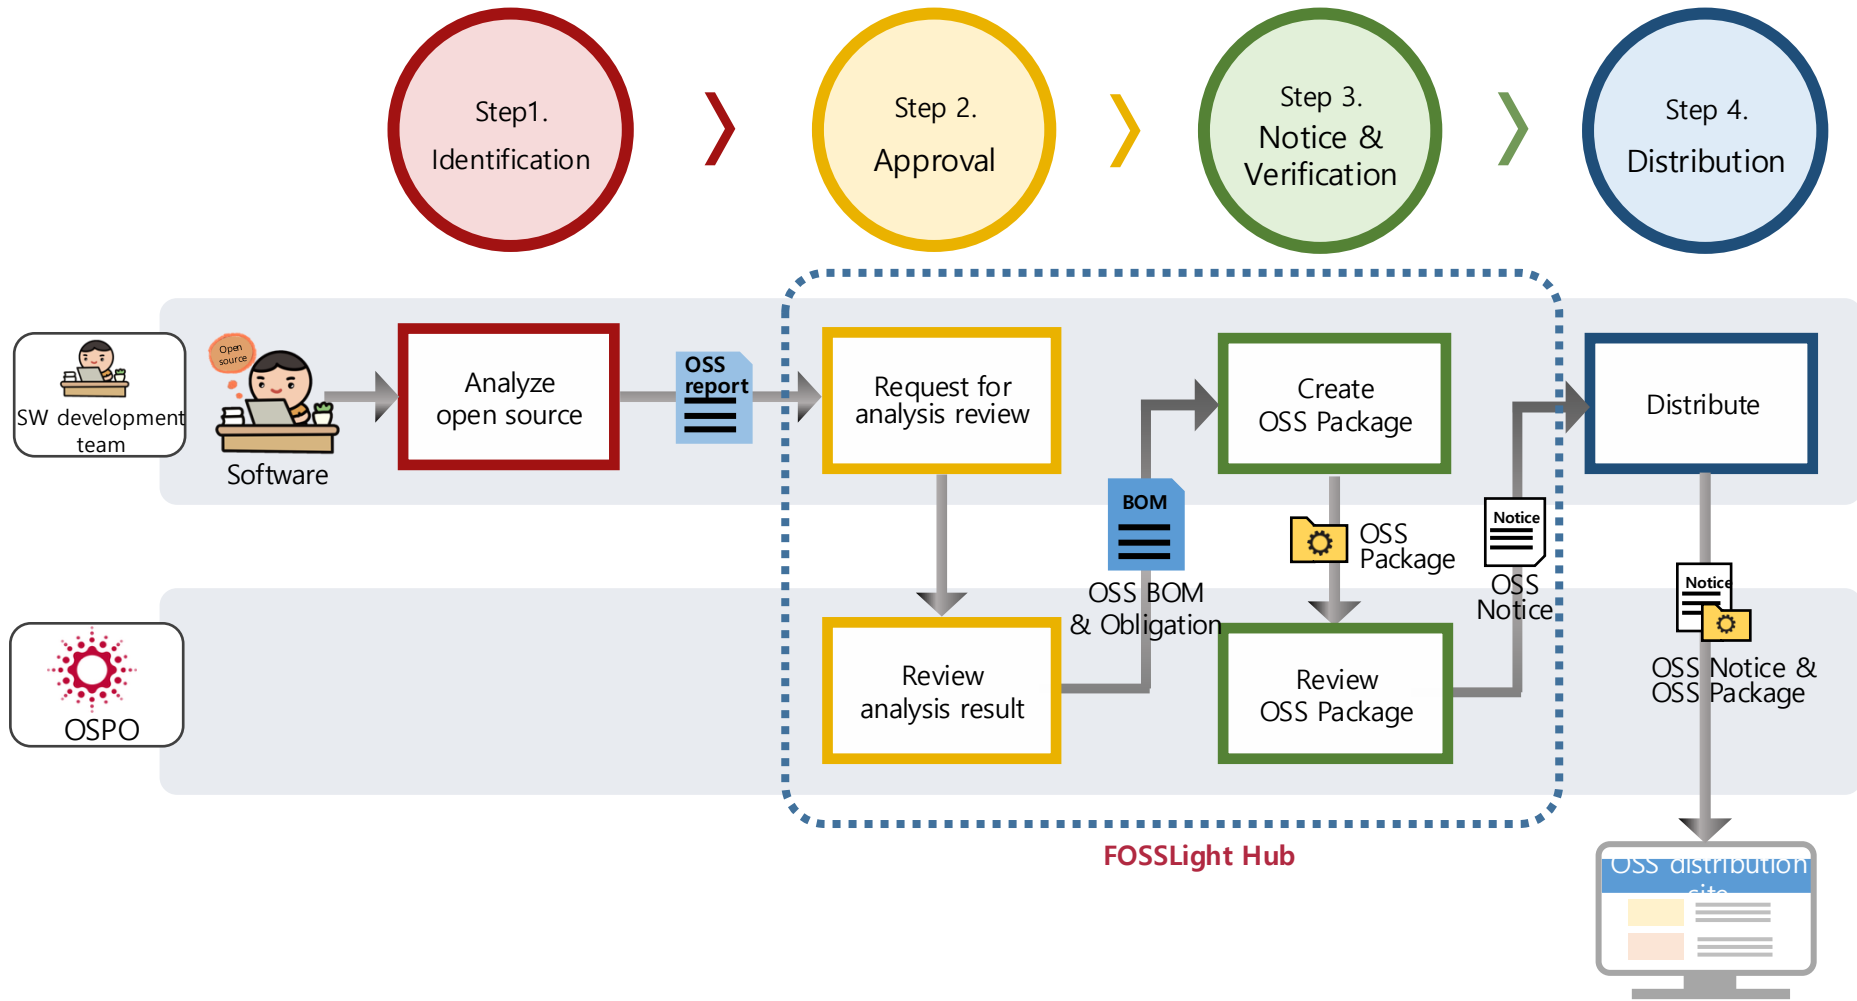 Step1.
Identification
Step 2.
Approval
Step 3.
Notice &
Verification
Step 4.
Distribution
SW development
team
Open
source
Software
Analyze
open source
OSS
report
Request for
analysis review
Create
OSS Package
Distribute
BOM
OSS BOM
& Obligation
OSS
Package
Notice
OSS
Notice
Notice
OSS Notice &
OSS Package
OSPO
Review
analysis result
Review
OSS Package
FOSSLight Hub
OSS distribution
site